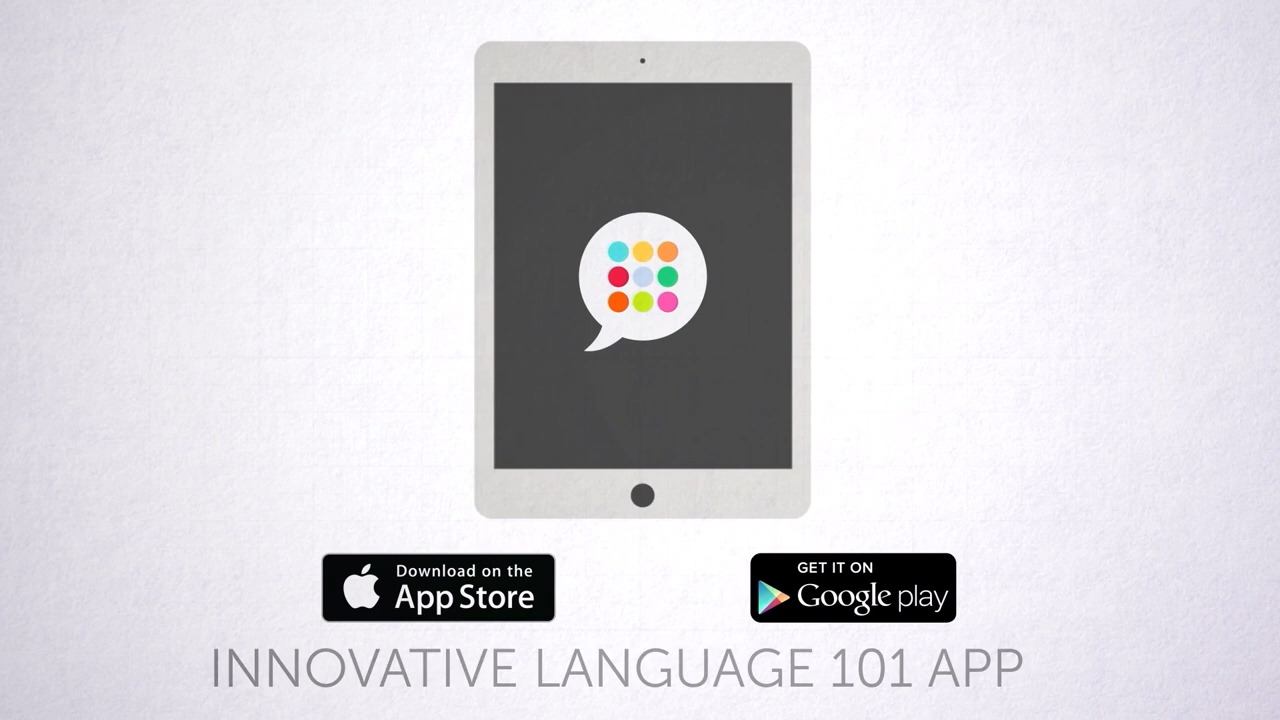 Download on the
App Store
GET IT ON
Google play
INNOVATIVE LANGUAGE 101 APP